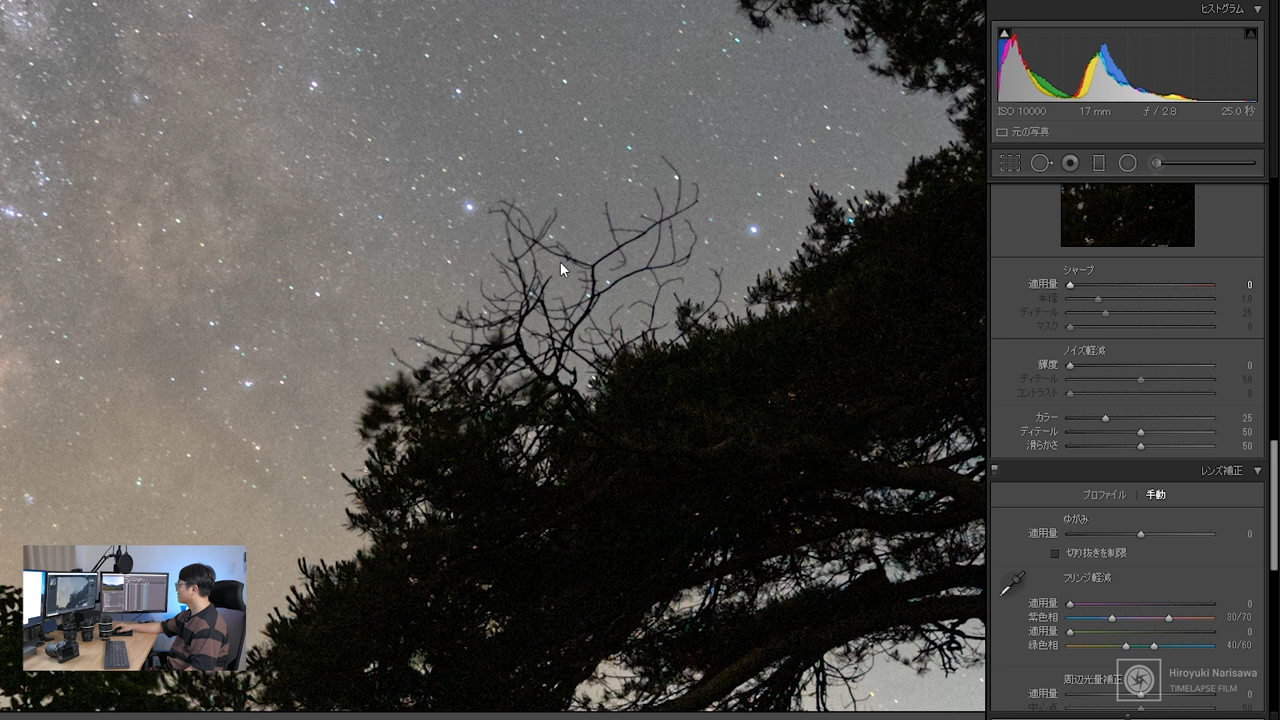 ヒストグラム
ISO 10000 17 mm ƒ / 2.8 25.0 秒
元の写真
シャープ
適用量 0
半径 1.0
ディテール 25
マスク 0
ノイズ軽減
輝度 0
ディテール 50
コントラスト 0
カラー 25
ディテール 50
滑らかさ 50
レンズ補正
プロファイル | 手動
ゆがみ
適用量 0
切り抜きを制限
フリンジ軽減
適用量 0
紫色相 30/70
適用量 0
緑色相 40/60
周辺光量補正
適用量 0
中心点 50
Hiroyuki Narisawa
TIMELAPSE FILM